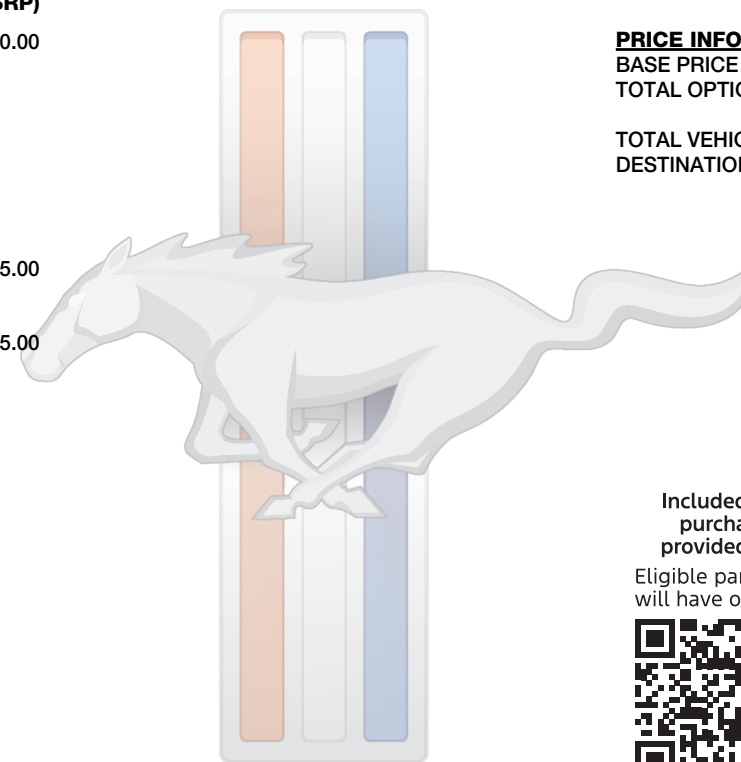 SRP)
0.00
5.00
5.00
PRICE INFO
BASE PRICE
TOTAL OPTIO
TOTAL VEHIC
DESTINATION
Included
purcha
provided
Eligible par
will have o